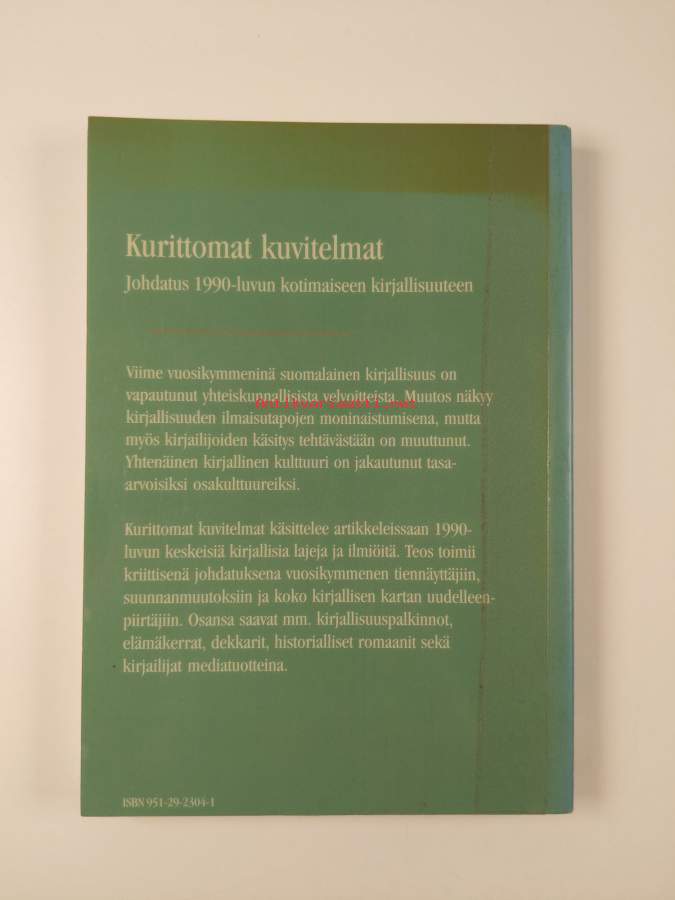 Kurittomat kuvitelmat
Johdatus 1990-luvun kotimaiseen kirjallisuuteen
Viime vuosikymmeninä suomalainen kirjallisuus on
vapautunut yhteiskunnallisista velvoitteista. Muutos näkyy
kirjallisuuden ilmaisutapojen moninaistumisena, mutta
myös kirjailijoiden käsitys tehtävästään on muuttunut.
Yhtenäinen kirjallinen kulttuuri on jakautunut tasa-
arvoisiksi osakulttuureiksi.
Kurittomat kuvitelmat käsittelee artikkeleissaan 1990-
luvun keskeisiä kirjallisia lajeja ja ilmiöitä. Teos toimii
kriittisenä johdatuksena vuosikymmenen tiennäyttäjiin,
suunnanmuutoksiin ja koko kirjallisen kartan uudelleen-
piirtäjiin. Osansa saavat mm. kirjallisuuspalkinnot,
elämäkerrat, dekkarit, historialliset romaanit sekä
kirjailijat mediatuotteina.
ISBN 951-29-2304-1